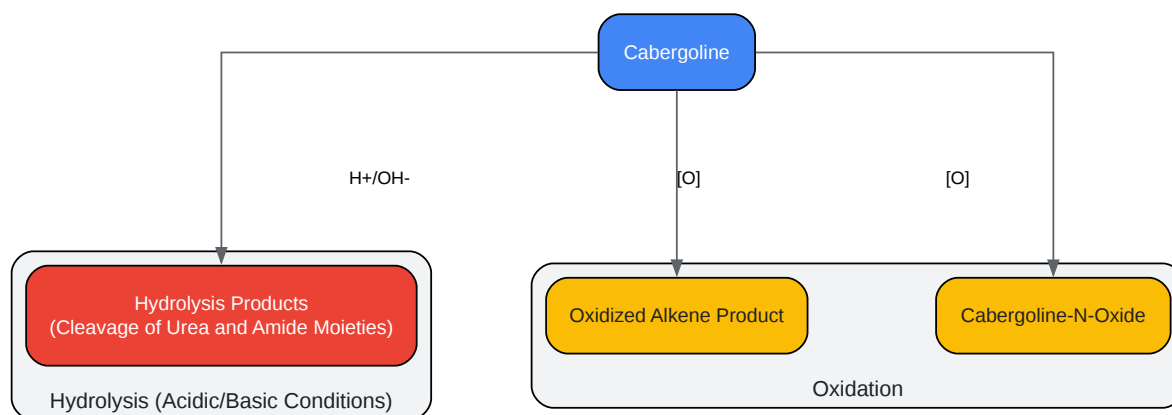 Cabergoline
H+/OH-
[O]
[O]
Hydrolysis Products
(Cleavage of Urea and Amide Moieties)
Oxidized Alkene Product
Cabergoline-N-Oxide
Hydrolysis (Acidic/Basic Conditions)
Oxidation